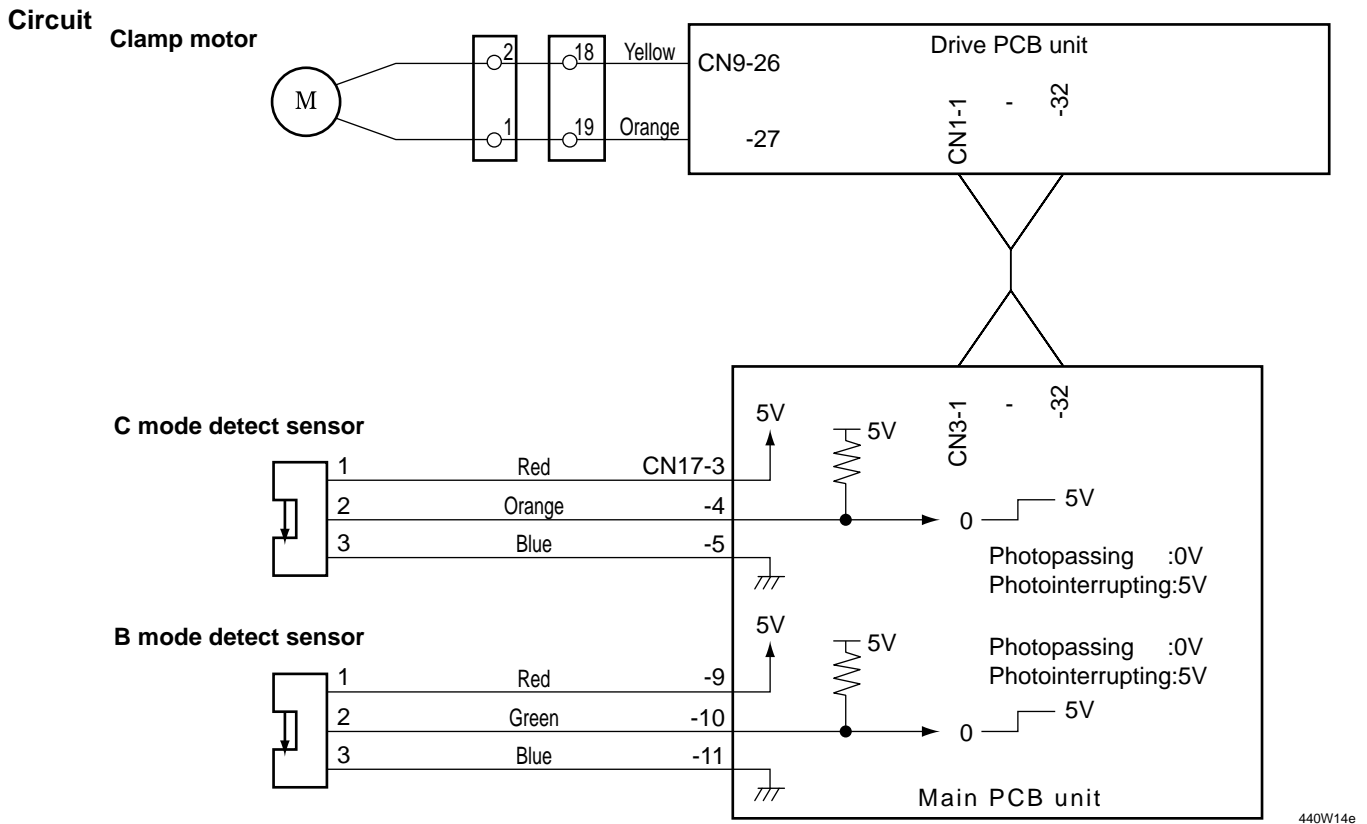 Circuit
Clamp motor
M
2
18
Yellow
CN9-26
Drive PCB unit
1
19
Orange
-27
CN1-1
-
-32
C mode detect sensor
1
Red
CN17-3
2
Orange
-4
3
Blue
-5
5V
5V
CN3-1
-
-32
0
5V
Photopassing :0V
Photointerrupting:5V
B mode detect sensor
1
Red
-9
2
Green
-10
3
Blue
-11
5V
5V
Photopassing :0V
Photointerrupting:5V
0
5V
Main PCB unit
440W14e